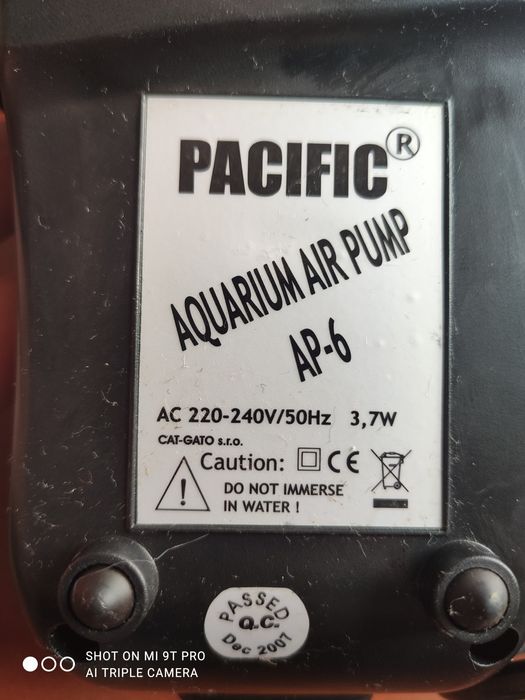 PACIFIC®
AQUARIUM AIR PUMP
AP-6
AC 220-240V/50Hz 3,7W
CAT-GATO s.r.o.
Caution: CE
! DO NOT IMMERSE
IN WATER !
PASSED
Q.C.
Dec 2007
SHOT ON MI 9T PRO
AI TRIPLE CAMERA